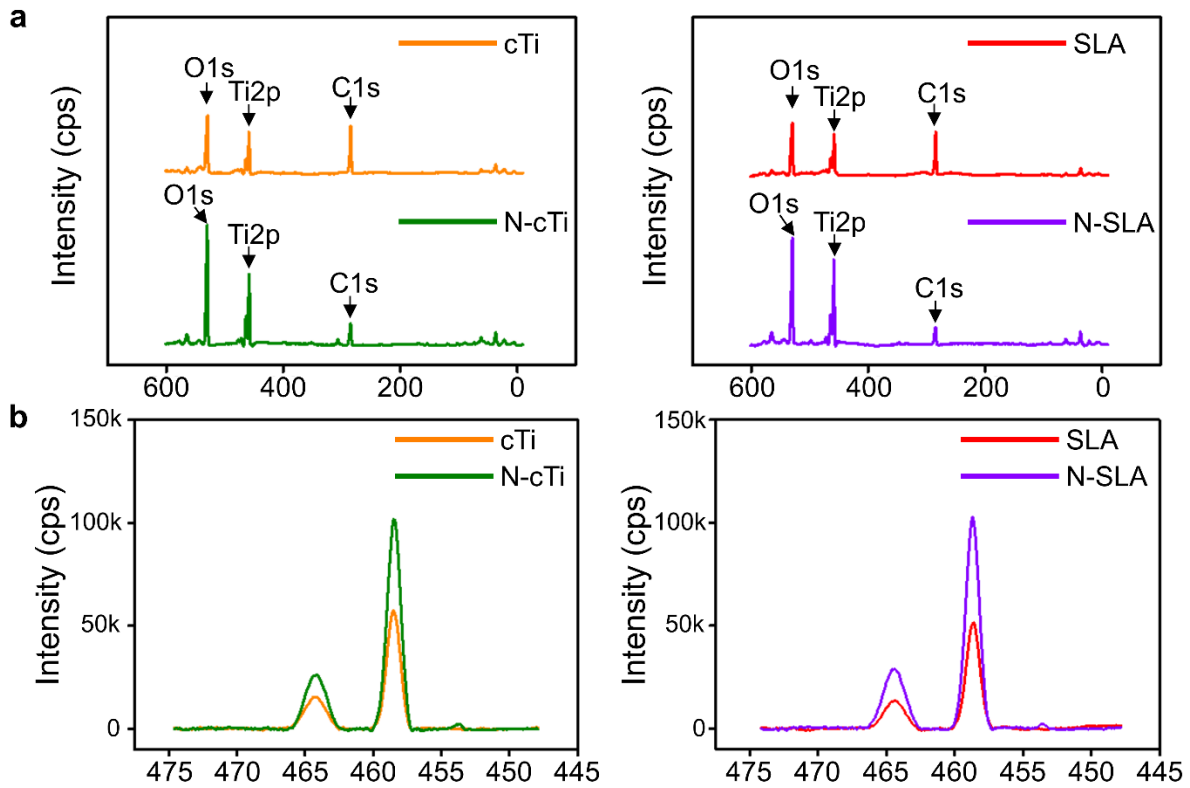 a
Intensity (cps)
cTi
O1s
Ti2p
C1s
N-cTi
O1s
Ti2p
C1s
600 400 200 0
Intensity (cps)
SLA
O1s
Ti2p
C1s
N-SLA
O1s
Ti2p
C1s
600 400 200 0
b
Intensity (cps)
150k
100k
50k
0
cTi
N-cTi
475 470 465 460 455 450 445
Intensity (cps)
150k
100k
50k
0
SLA
N-SLA
475 470 465 460 455 450 445